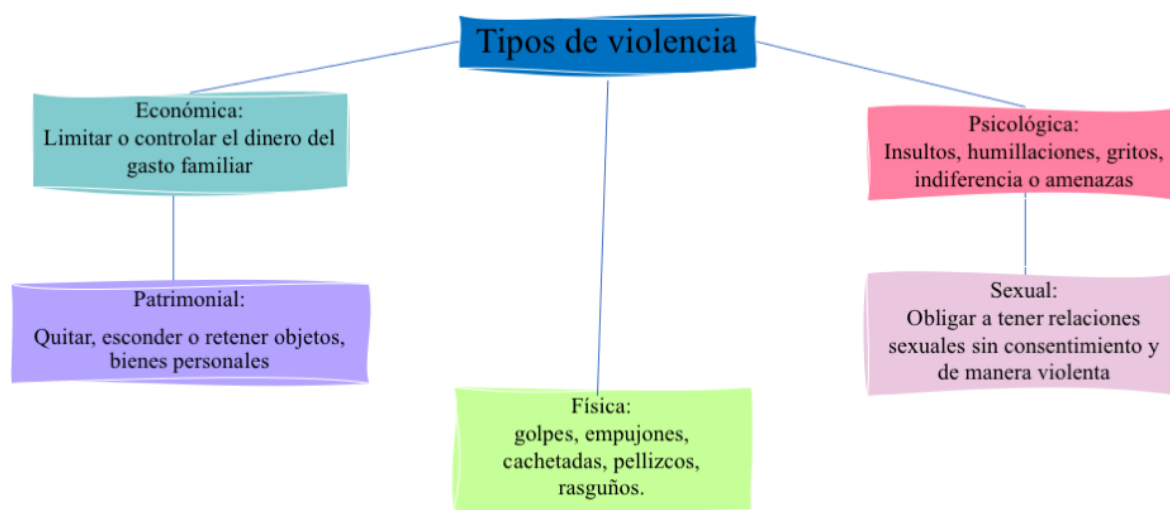 Tipos de violencia
Económica:
Limitar o controlar el dinero del
gasto familiar
Psicológica:
Insultos, humillaciones, gritos,
indiferencia o amenazas
Patrimonial:
Quitar, esconder o retener objetos,
bienes personales
Sexual:
Obligar a tener relaciones
sexuales sin consentimiento y
de manera violenta
Física:
golpes, empujones,
cachetadas, pellizcos,
rasguños.